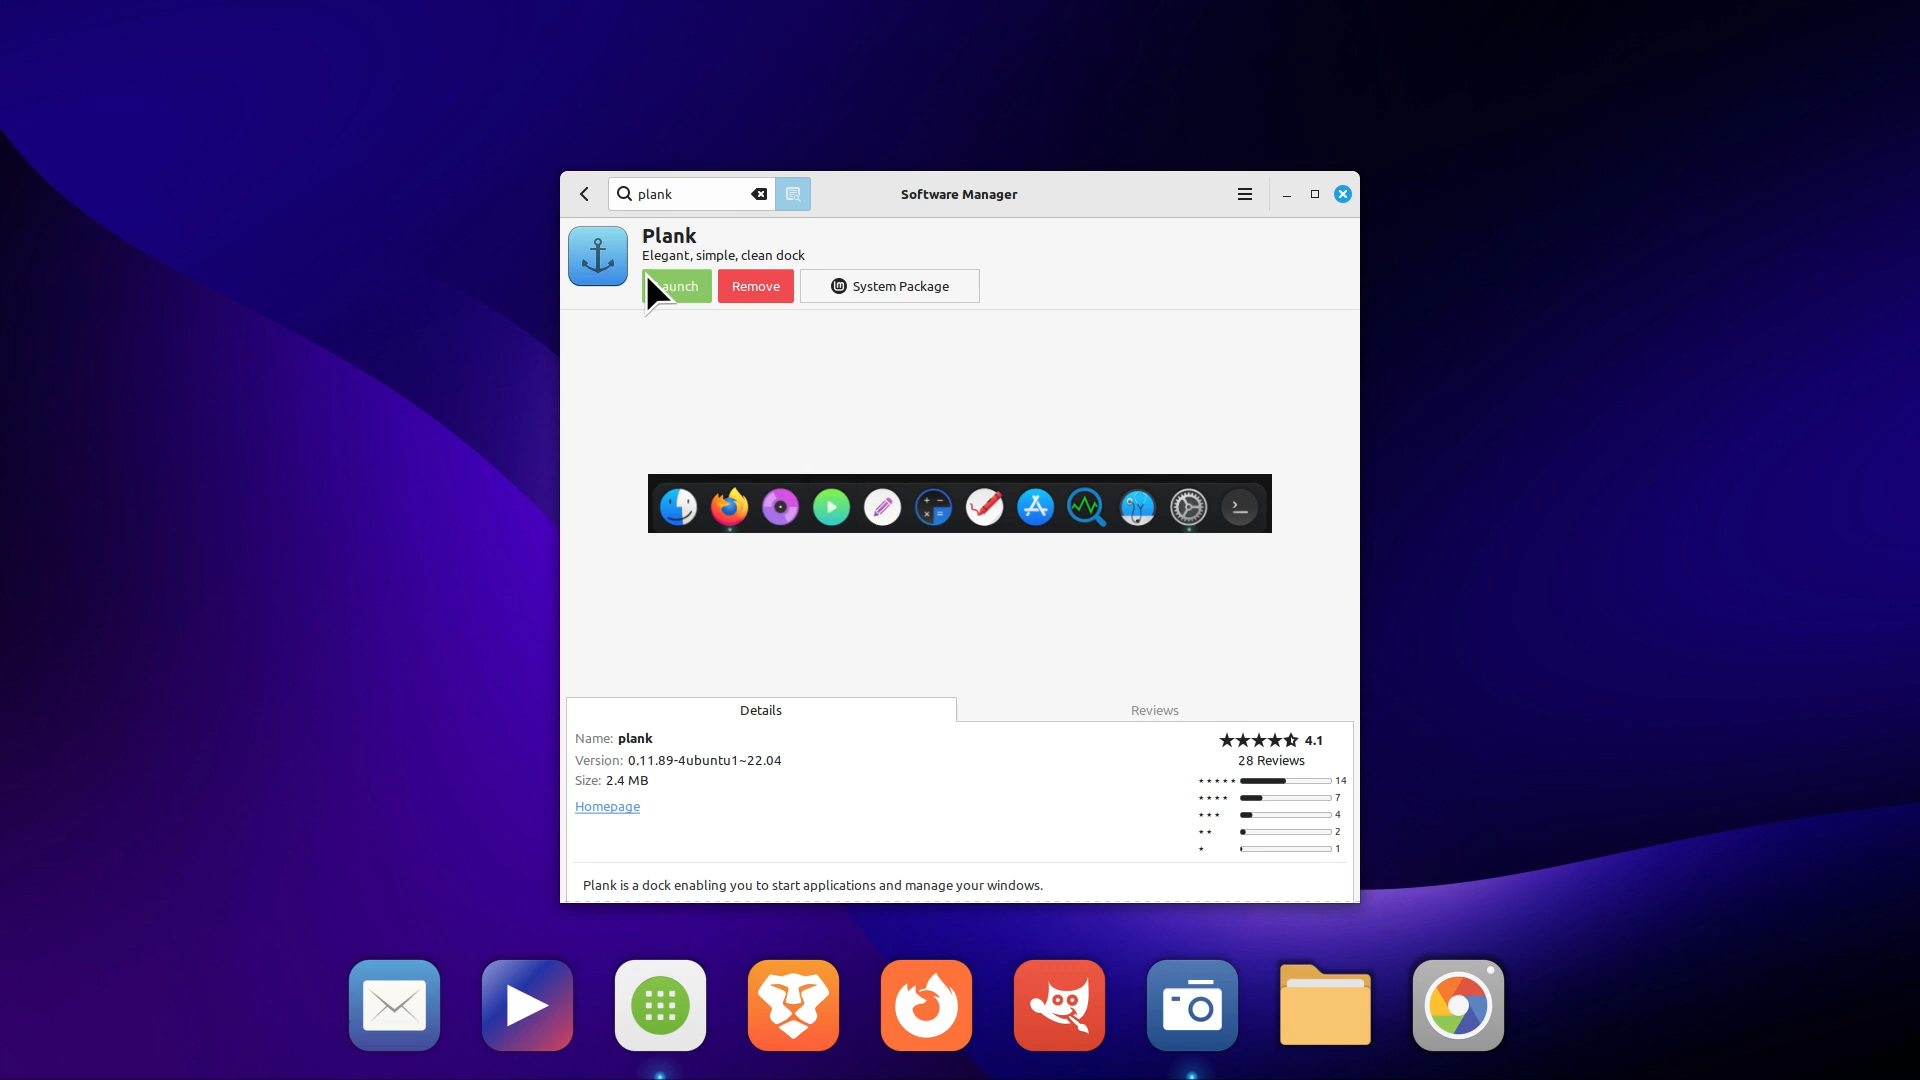 plank
Software Manager
Plank
Elegant, simple, clean dock
aunch
Remove
System Package
Details
Reviews
Name: plank
Version: 0.11.89-4ubuntu1~22.04
Size: 2.4 MB
Homepage
★★★★ 4.1
28 Reviews
★★★★★ 14
★★★★ 7
★★★ 4
★★ 2
★ 1
Plank is a dock enabling you to start applications and manage your windows.